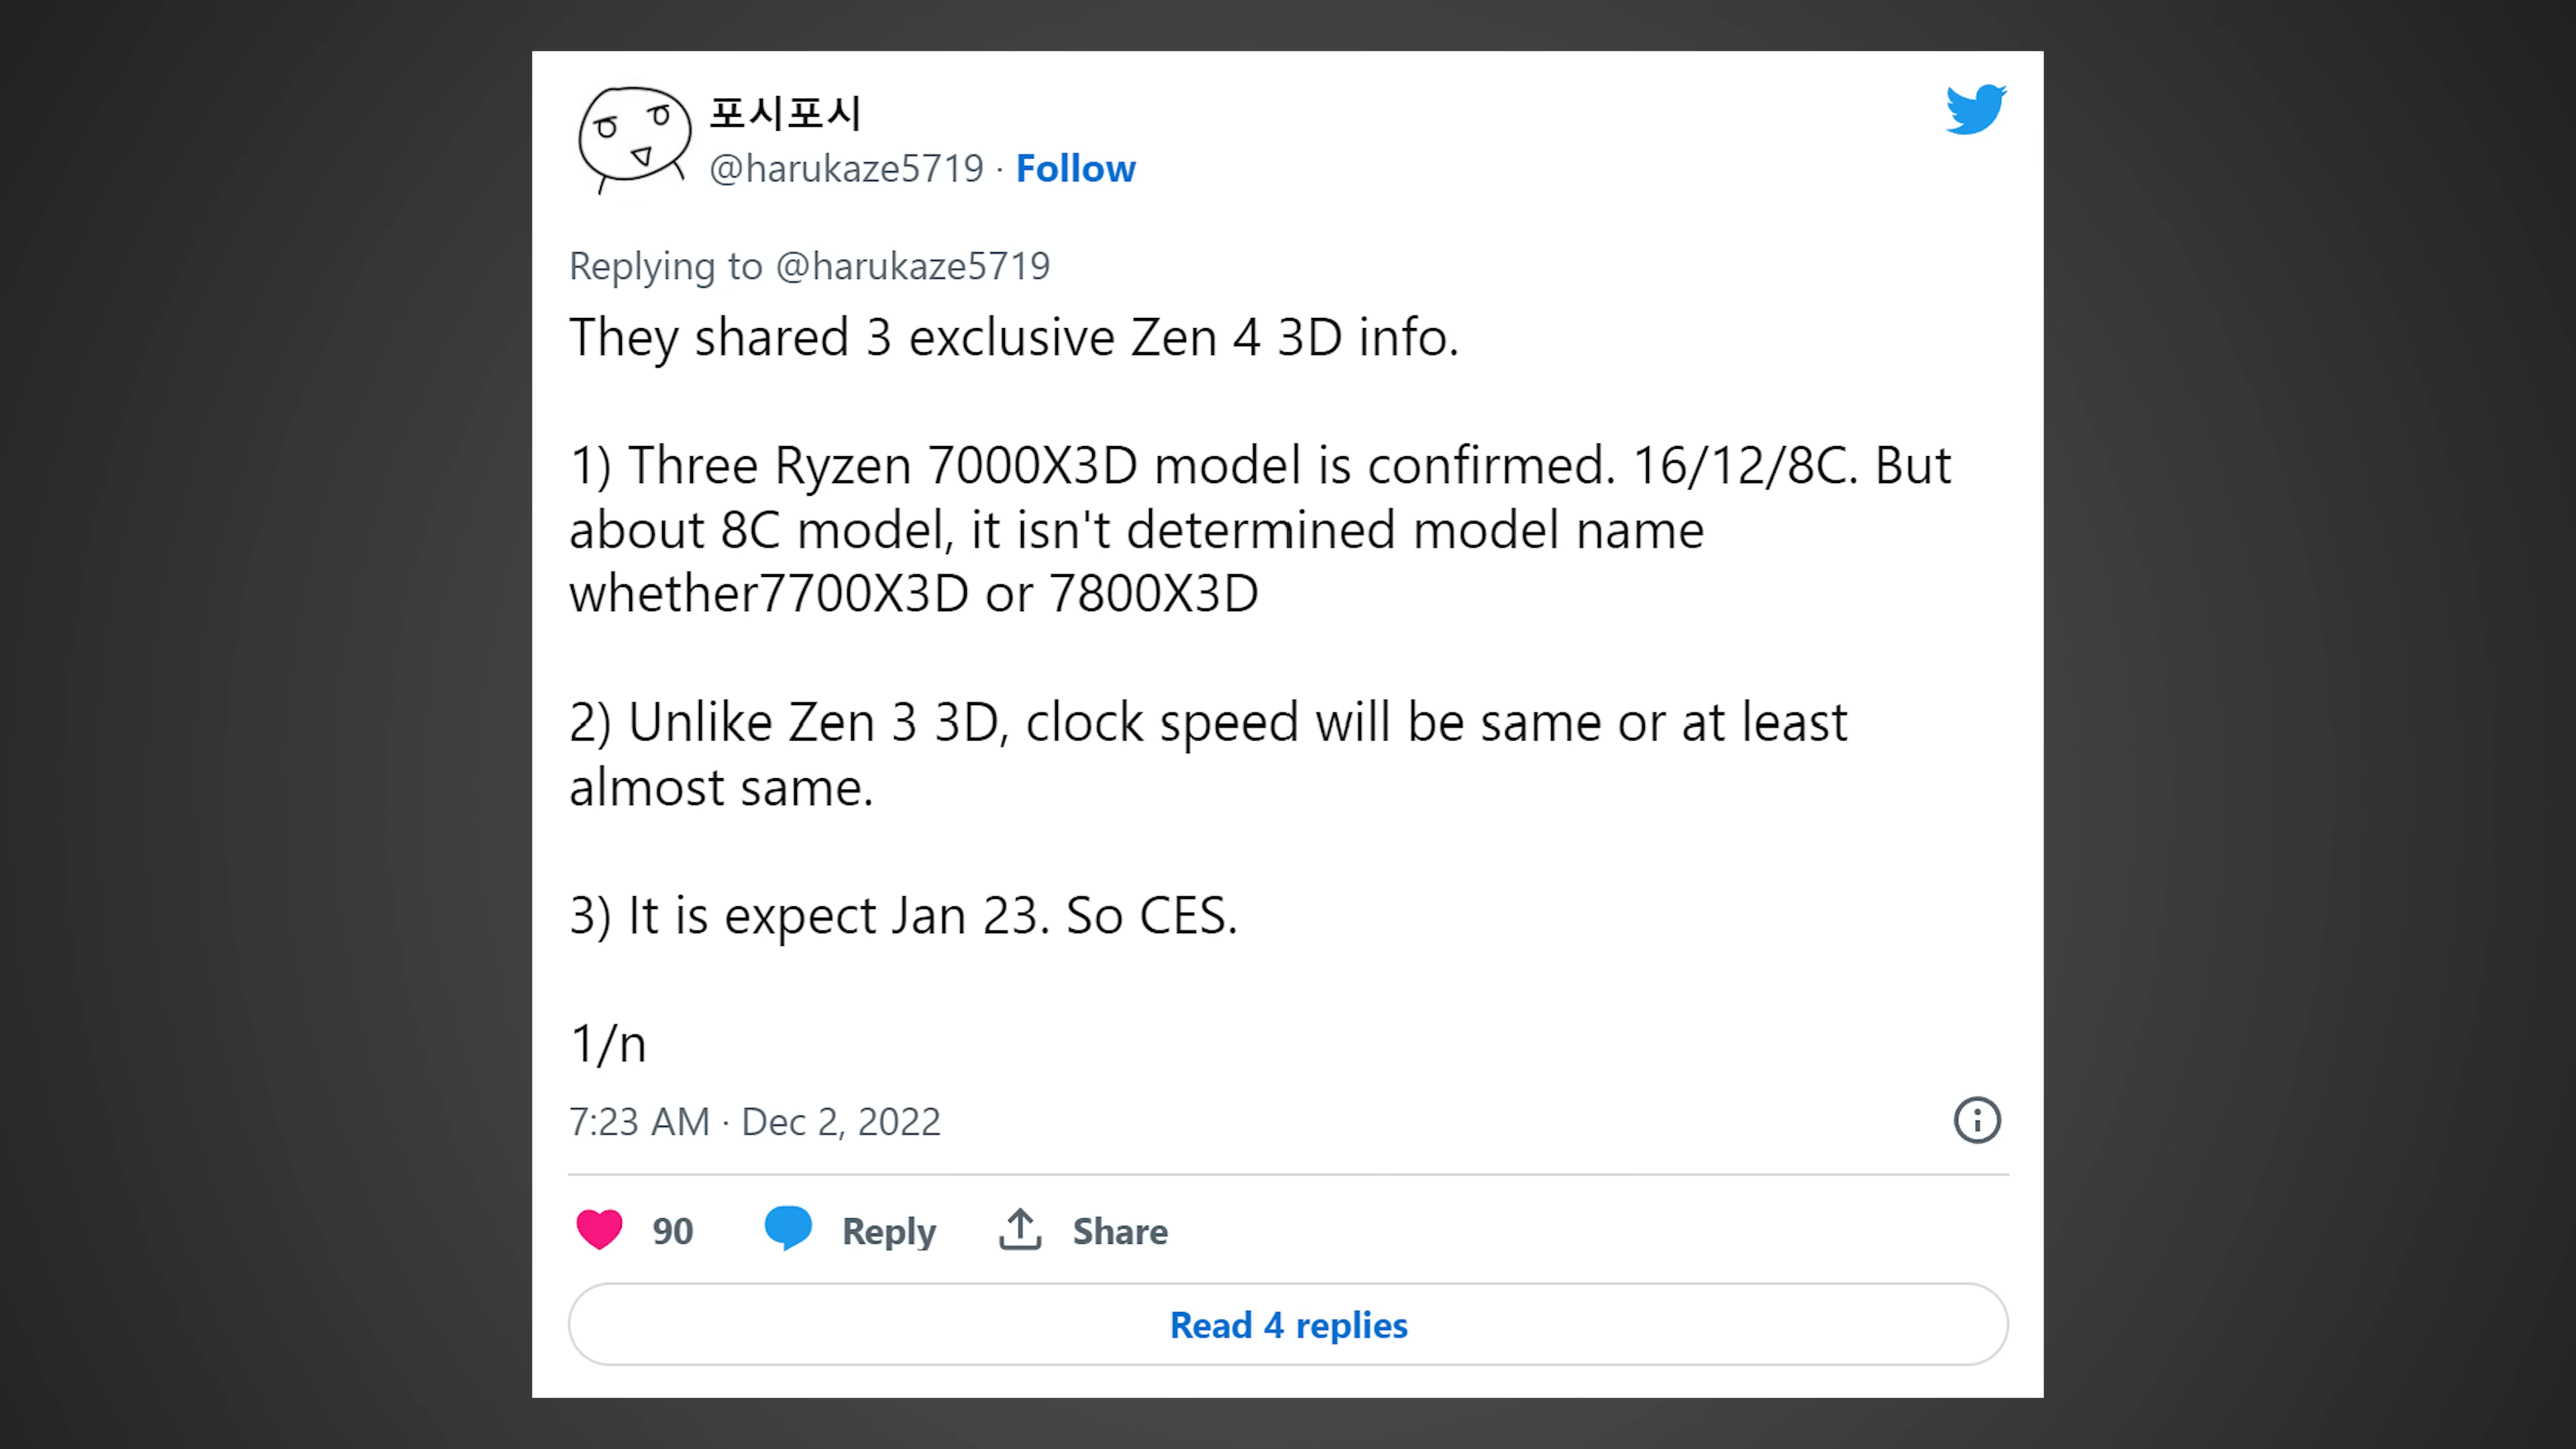 포시포시
@harukaze5719 · Follow
Replying to @harukaze5719
They shared 3 exclusive Zen 4 3D info.
1) Three Ryzen 7000X3D model is confirmed. 16/12/8C. But
about 8C model, it isn't determined model name
whether7700X3D or 7800X3D
2) Unlike Zen 3 3D, clock speed will be same or at least
almost same.
3) It is expect Jan 23. So CES.
1/n
7:23 AM · Dec 2, 2022
90 Reply Share
Read 4 replies